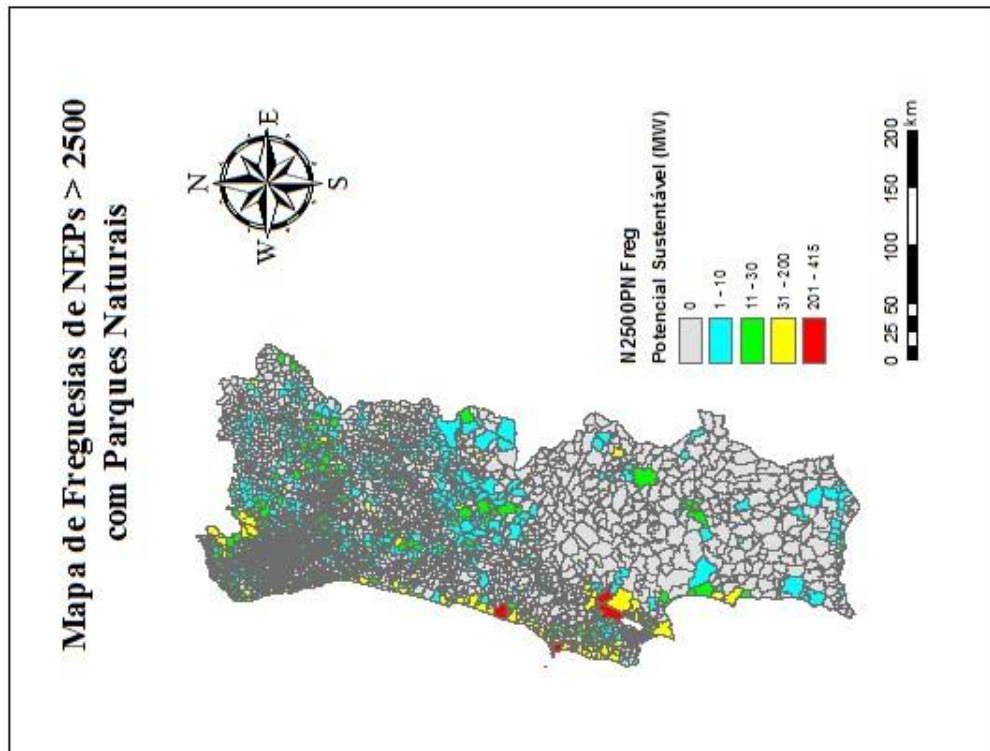 Mapa de Freguesias de NEPs > 2500
com Parques Naturais
N
W
E
S
N2500PN Freg
Potencial Sustentável (MW)
0
1 - 10
11 - 30
31 - 200
201 - 415
0 25 50 100 150 200
km